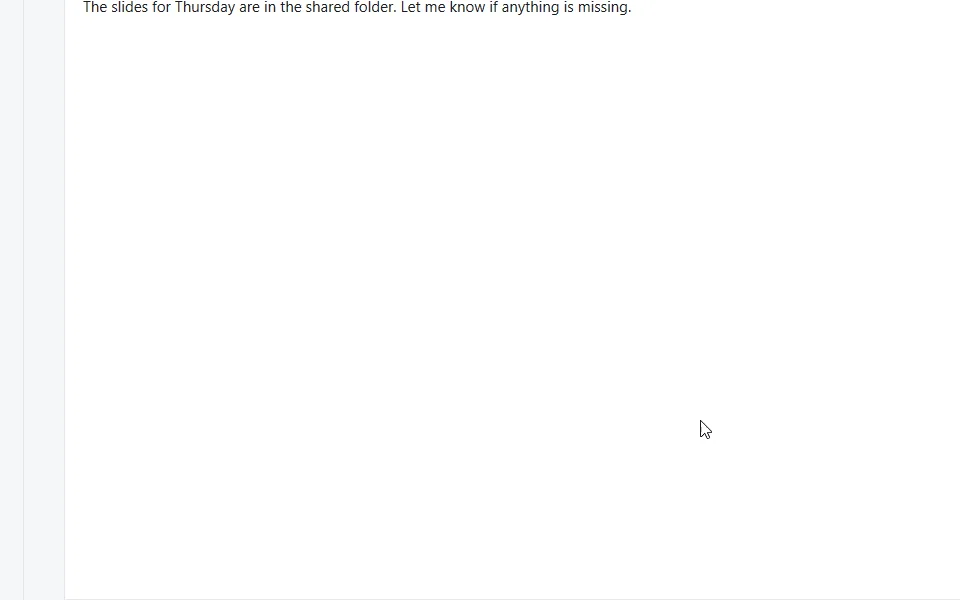 The slides for Thursday are in the shared folder. Let me know if anything is missing.